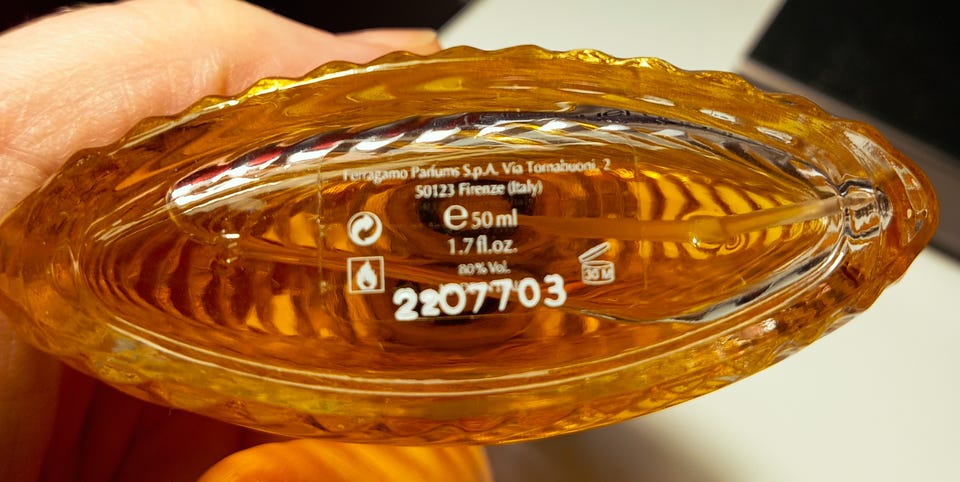 Ferragamo Parfums S.p.A. Via Tornabuoni, 2
50123 Firenze (Italy)
e 50 ml
1.7 fl.oz.
80% Vol.
30 M
2207703